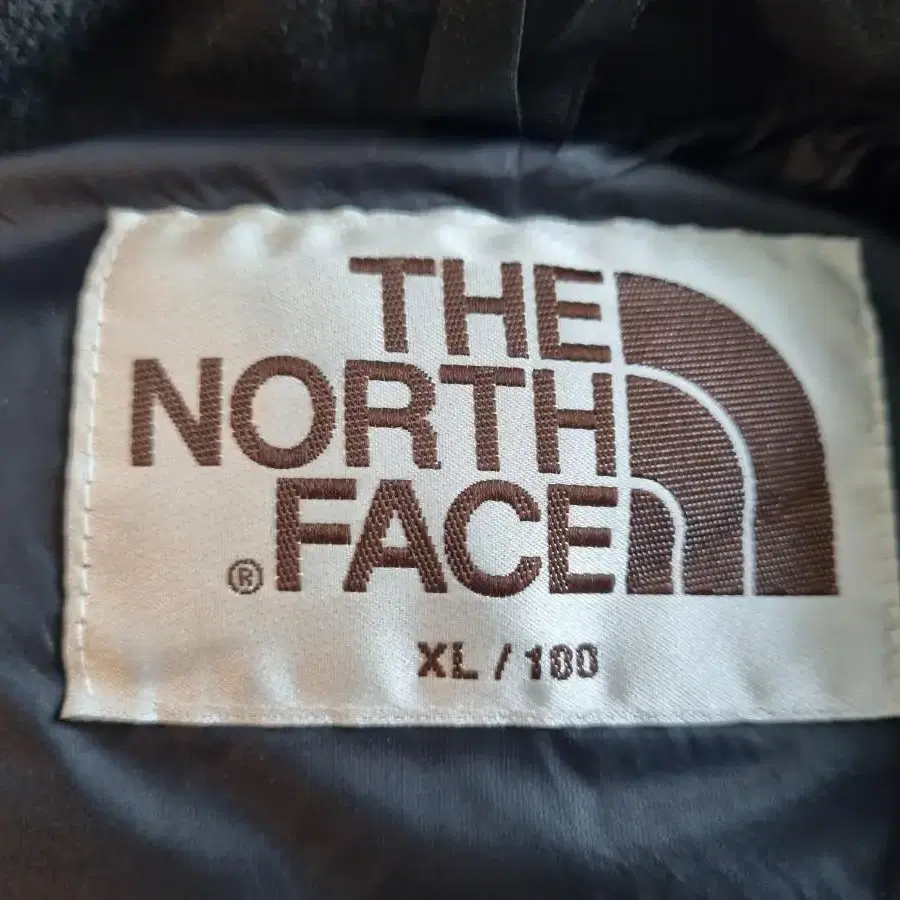 THE
NORTH
FACE
®
XL / 100